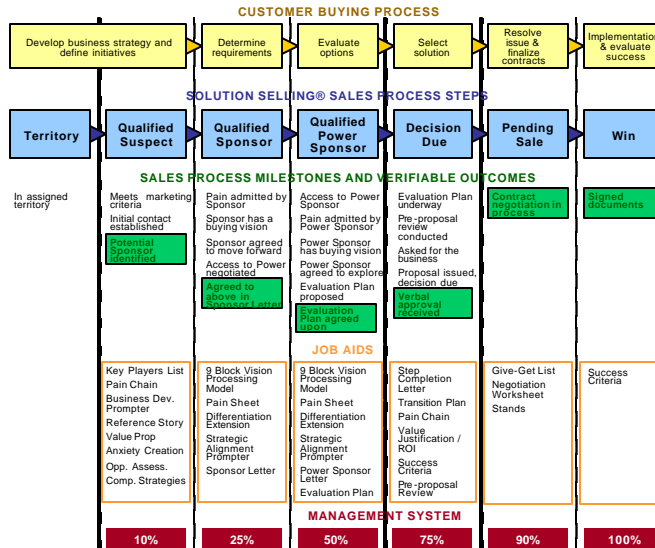 CUSTOMER BUYING PROCESS
Develop business strategy and
define initiatives
Determine
requirements
Evaluate
options
Select
solution
Resolve
issue &
finalize
contracts
Implementation
& evaluate
success
SOLUTION SELLING® SALES PROCESS STEPS
Territory
Qualified
Suspect
Qualified
Sponsor
Qualified
Power
Sponsor
Decision
Due
Pending
Sale
Win
SALES PROCESS MILESTONES AND VERIFIABLE OUTCOMES
In assigned
territory
Meets marketing
criteria
Initial contact
established
Potential
Sponsor
identified
Pain admitted by
Sponsor
Sponsor has a
buying vision
Sponsor agreed
to move forward
Access to Power
negotiated
Agreed to
above in
Sponsor Letter
Access to Power
Sponsor
Pain admitted by
Power Sponsor
Power Sponsor
has buying vision
Power Sponsor
agreed to explore
Evaluation Plan
proposed
Evaluation
Plan agreed
upon
Evaluation Plan
underway
Pre-proposal
review
conducted
Asked for the
business
Proposal issued,
decision due
Verbal
approval
received
Contract
negotiation in
process
Signed
documents
JOB AIDS
Key Players List
Pain Chain
Business Dev.
Prompter
Reference Story
Value Prop
Anxiety Creation
Opp. Assess.
Comp. Strategies
9 Block Vision
Processing
Model
Pain Sheet
Differentiation
Extension
Strategic
Alignment
Prompter
Sponsor Letter
9 Block Vision
Processing
Model
Pain Sheet
Differentiation
Extension
Strategic
Alignment
Prompter
Power Sponsor
Letter
Evaluation Plan
Step
Completion
Letter
Transition Plan
Pain Chain
Value
Justification /
ROI
Success
Criteria
Pre-proposal
Review
Give-Get List
Negotiation
Worksheet
Stands
Success
Criteria
MANAGEMENT SYSTEM
10%
25%
50%
75%
90%
100%